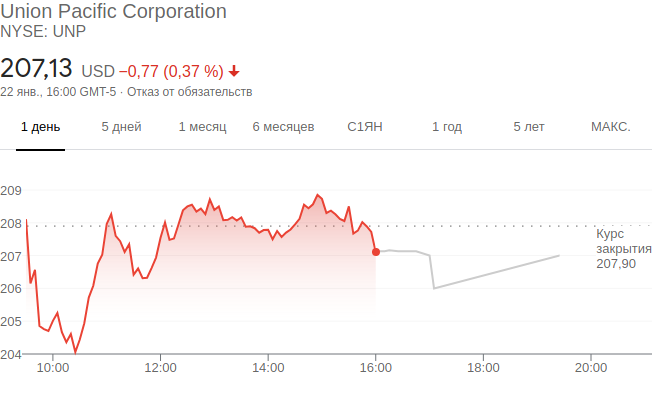 Union Pacific Corporation
NYSE: UNP
207,13 USD −0,77 (0,37 %)
22 янв., 16:00 GMT-5 · Отказ от обязательств
1 день 5 дней 1 месяц 6 месяцев С1ЯН 1 год 5 лет МАКС.
209
208
207
206
205
204
Курс
закрытия
207,90
10:00 12:00 14:00 16:00 18:00 20:00